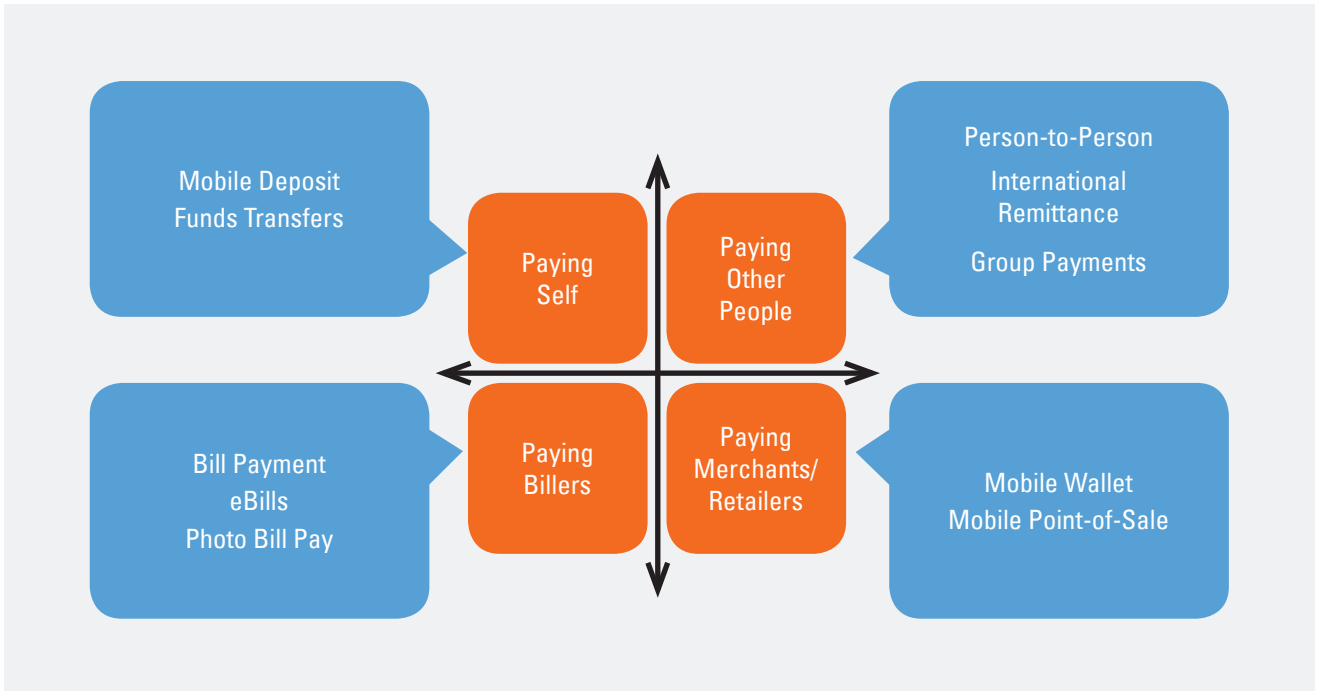 Mobile Deposit
Funds Transfers
Paying
Self
Paying
Other
People
Person-to-Person
International
Remittance
Group Payments
Bill Payment
eBills
Photo Bill Pay
Paying
Billers
Paying
Merchants/
Retailers
Mobile Wallet
Mobile Point-of-Sale